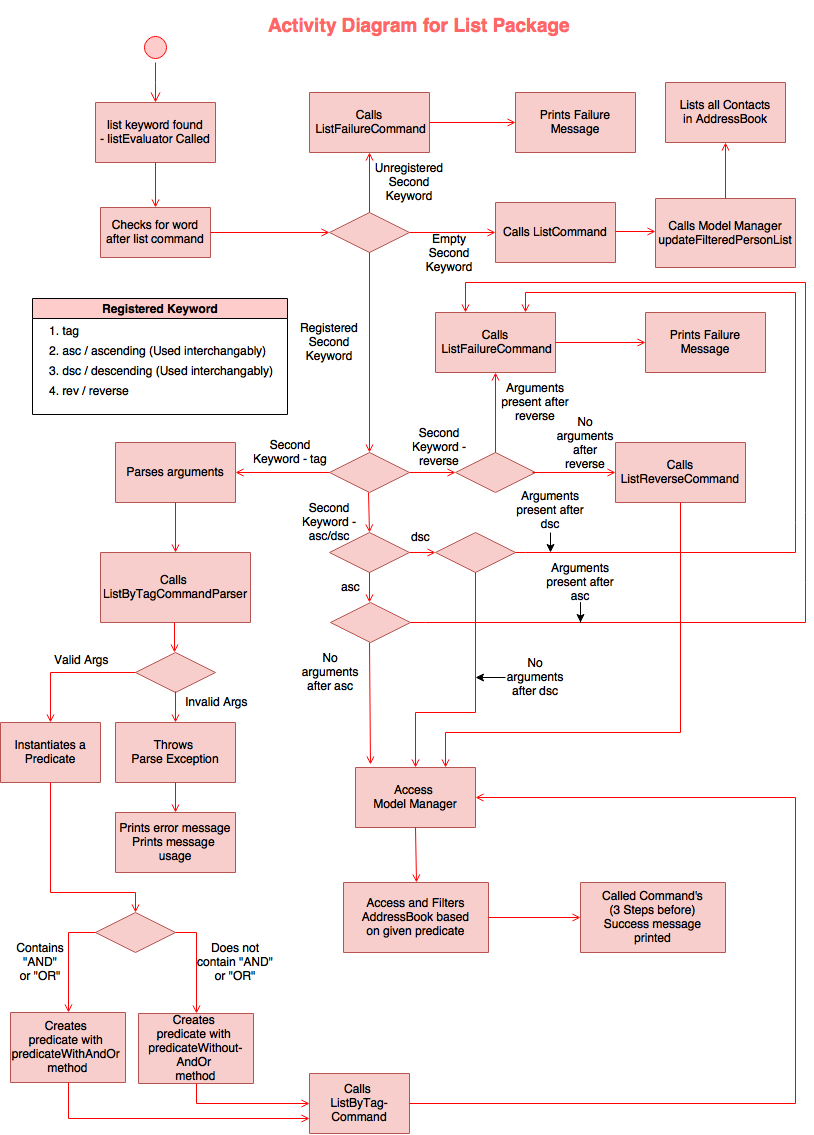 Activity Diagram for List Package
list keyword found
- listEvaluator Called
Calls
ListFailureCommand
Prints Failure
Message
Lists all Contacts
in AddressBook
Unregistered
Second
Keyword
Checks for word
after list command
Empty
Second
Keyword
Calls ListCommand
Calls Model Manager
updateFilteredPersonList
Registered Keyword
1. tag
2. asc / ascending (Used interchangably)
3. dsc / descending (Used interchangably)
4. rev / reverse
Registered
Second
Keyword
Calls
ListFailureCommand
Prints Failure
Message
Arguments
present after
reverse
No
arguments
after
reverse
Second
Keyword -
reverse
Second
Keyword - tag
Parses arguments
Calls
ListReverseCommand
Second
Keyword -
asc/dsc
dsc
Arguments
present after
dsc
asc
Arguments
present after
asc
Calls
ListByTagCommandParser
No
arguments
after asc
No
arguments
after dsc
Valid Args
Invalid Args
Instantiates a
Predicate
Throws
Parse Exception
Access
Model Manager
Prints error message
Prints message
usage
Access and Filters
AddressBook based
on given predicate
Called Command's
(3 Steps before)
Success message
printed
Contains
"AND"
or "OR"
Does not
contain "AND"
or "OR"
Creates
predicate with
predicateWithAndOr
method
Creates
predicate with
predicateWithout-
AndOr
method
Calls
ListByTag-
Command